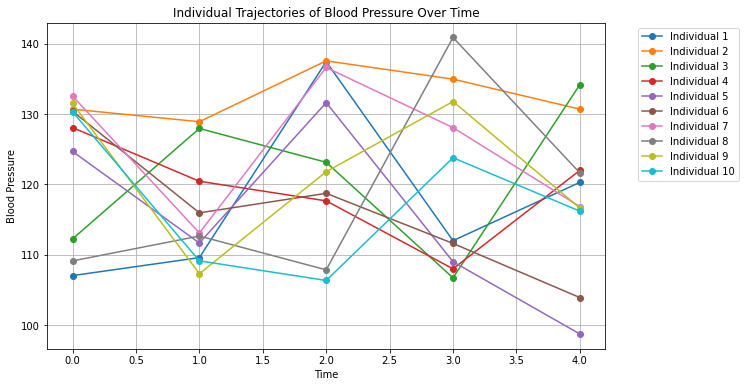 Individual Trajectories of Blood Pressure Over Time
140
130
120
110
100
Blood Pressure
0.0 0.5 1.0 1.5 2.0 2.5 3.0 3.5 4.0
Time
Individual 1
Individual 2
Individual 3
Individual 4
Individual 5
Individual 6
Individual 7
Individual 8
Individual 9
Individual 10